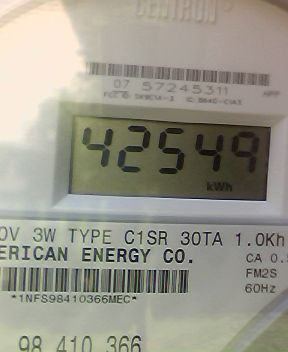 CENTRON
07 57245311
42549
kWh
0V 3W TYPE C1SR 30TA 1.0Kh
ERICAN ENERGY CO.
CA 0.5
FM2S
*1NFS98410366MEC*
60Hz
98 410 366